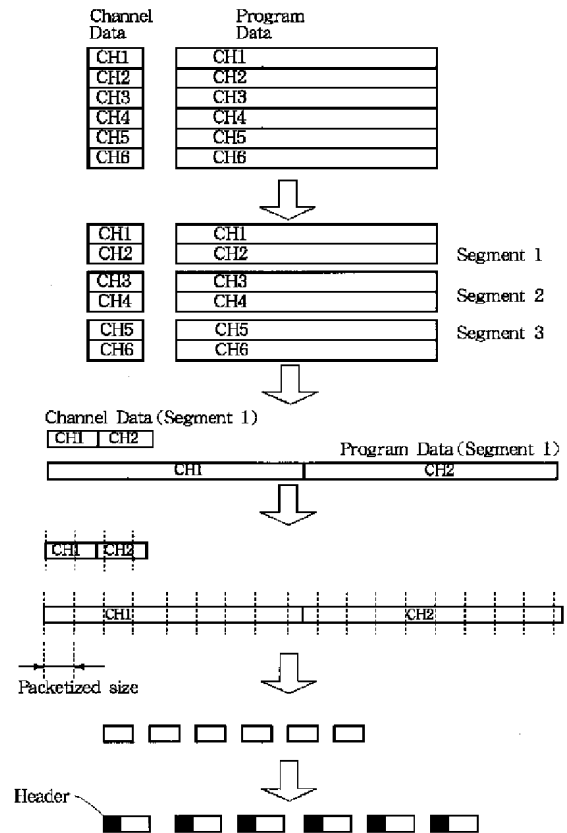 Channel Data
Program Data
CH1 CH1
CH2 CH2
CH3 CH3
CH4 CH4
CH5 CH5
CH6 CH6
CH1 CH1
CH2 CH2
Segment 1
CH3 CH3
CH4 CH4
Segment 2
CH5 CH5
CH6 CH6
Segment 3
Channel Data (Segment 1)
CH1 CH2
Program Data (Segment 1)
CH1 CH2
CH1 CH2
CH1 CH2
Packetized size
Header